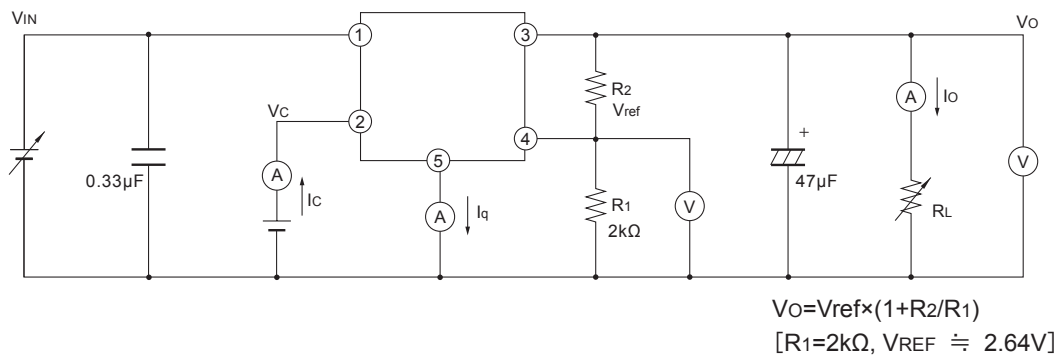 VIN
1
3
VO
R2
Vref
A
IO
VC
2
4
+
0.33μF
A
IC
5
A
Iq
R1
2kΩ
V
47μF
RL
V
VO=Vref×(1+R2/R1)
[R1=2kΩ, VREF ≒ 2.64V]